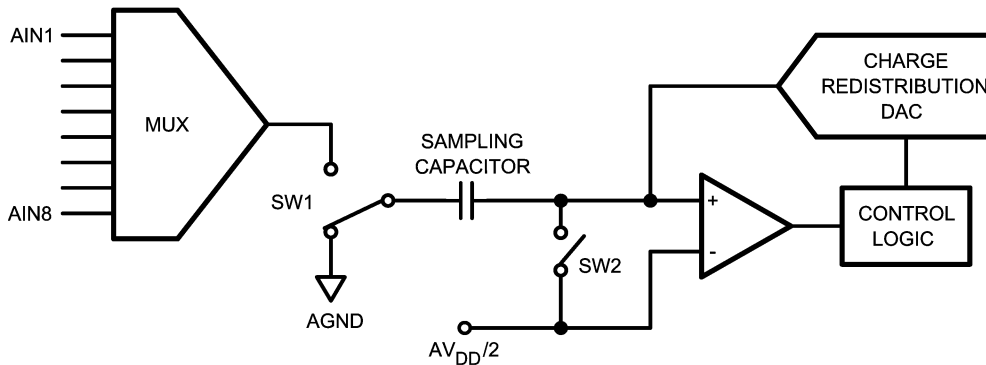 AIN1
AIN8
MUX
SW1
AGND
SAMPLING
CAPACITOR
SW2
AVDD/2
+
-
CHARGE
REDISTRIBUTION
DAC
CONTROL
LOGIC